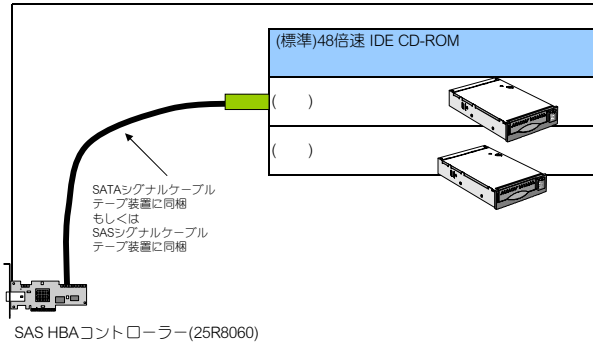 (標準)48倍速 IDE CD-ROM
(　　)
(　　)
SATAシグナルケーブル
テープ装置に同梱
もしくは
SASシグナルケーブル
テープ装置に同梱
SAS HBAコントローラー(25R8060)